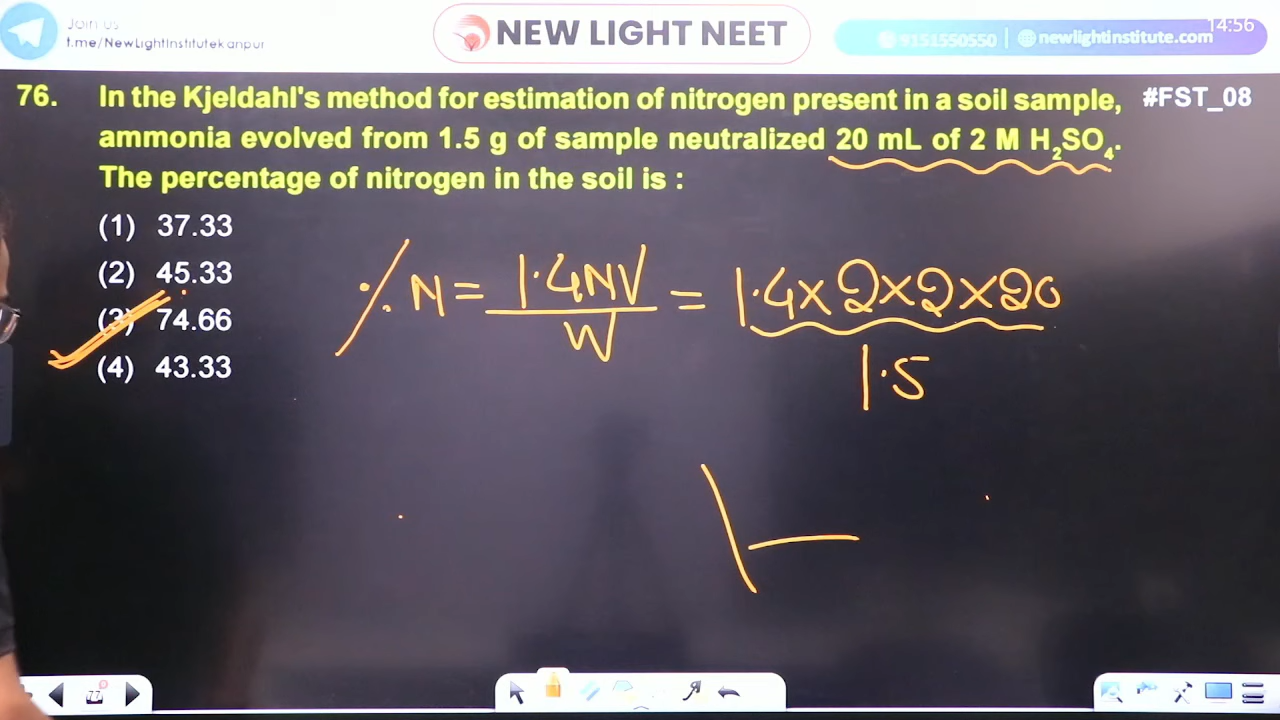 Join us
t.me/NewLightInstitutekanpur
NEW LIGHT NEET
9151550550 | newlightinstitute.com
14:56
76. In the Kjeldahl's method for estimation of nitrogen present in a soil sample, #FST_08
ammonia evolved from 1.5 g of sample neutralized 20 mL of 2 M H₂SO₄.
The percentage of nitrogen in the soil is :
(1) 37.33
(2) 45.33
(3) 74.66
(4) 43.33
% N = 1.4NV / W = 1.4×2×2×20 / 1.5
77